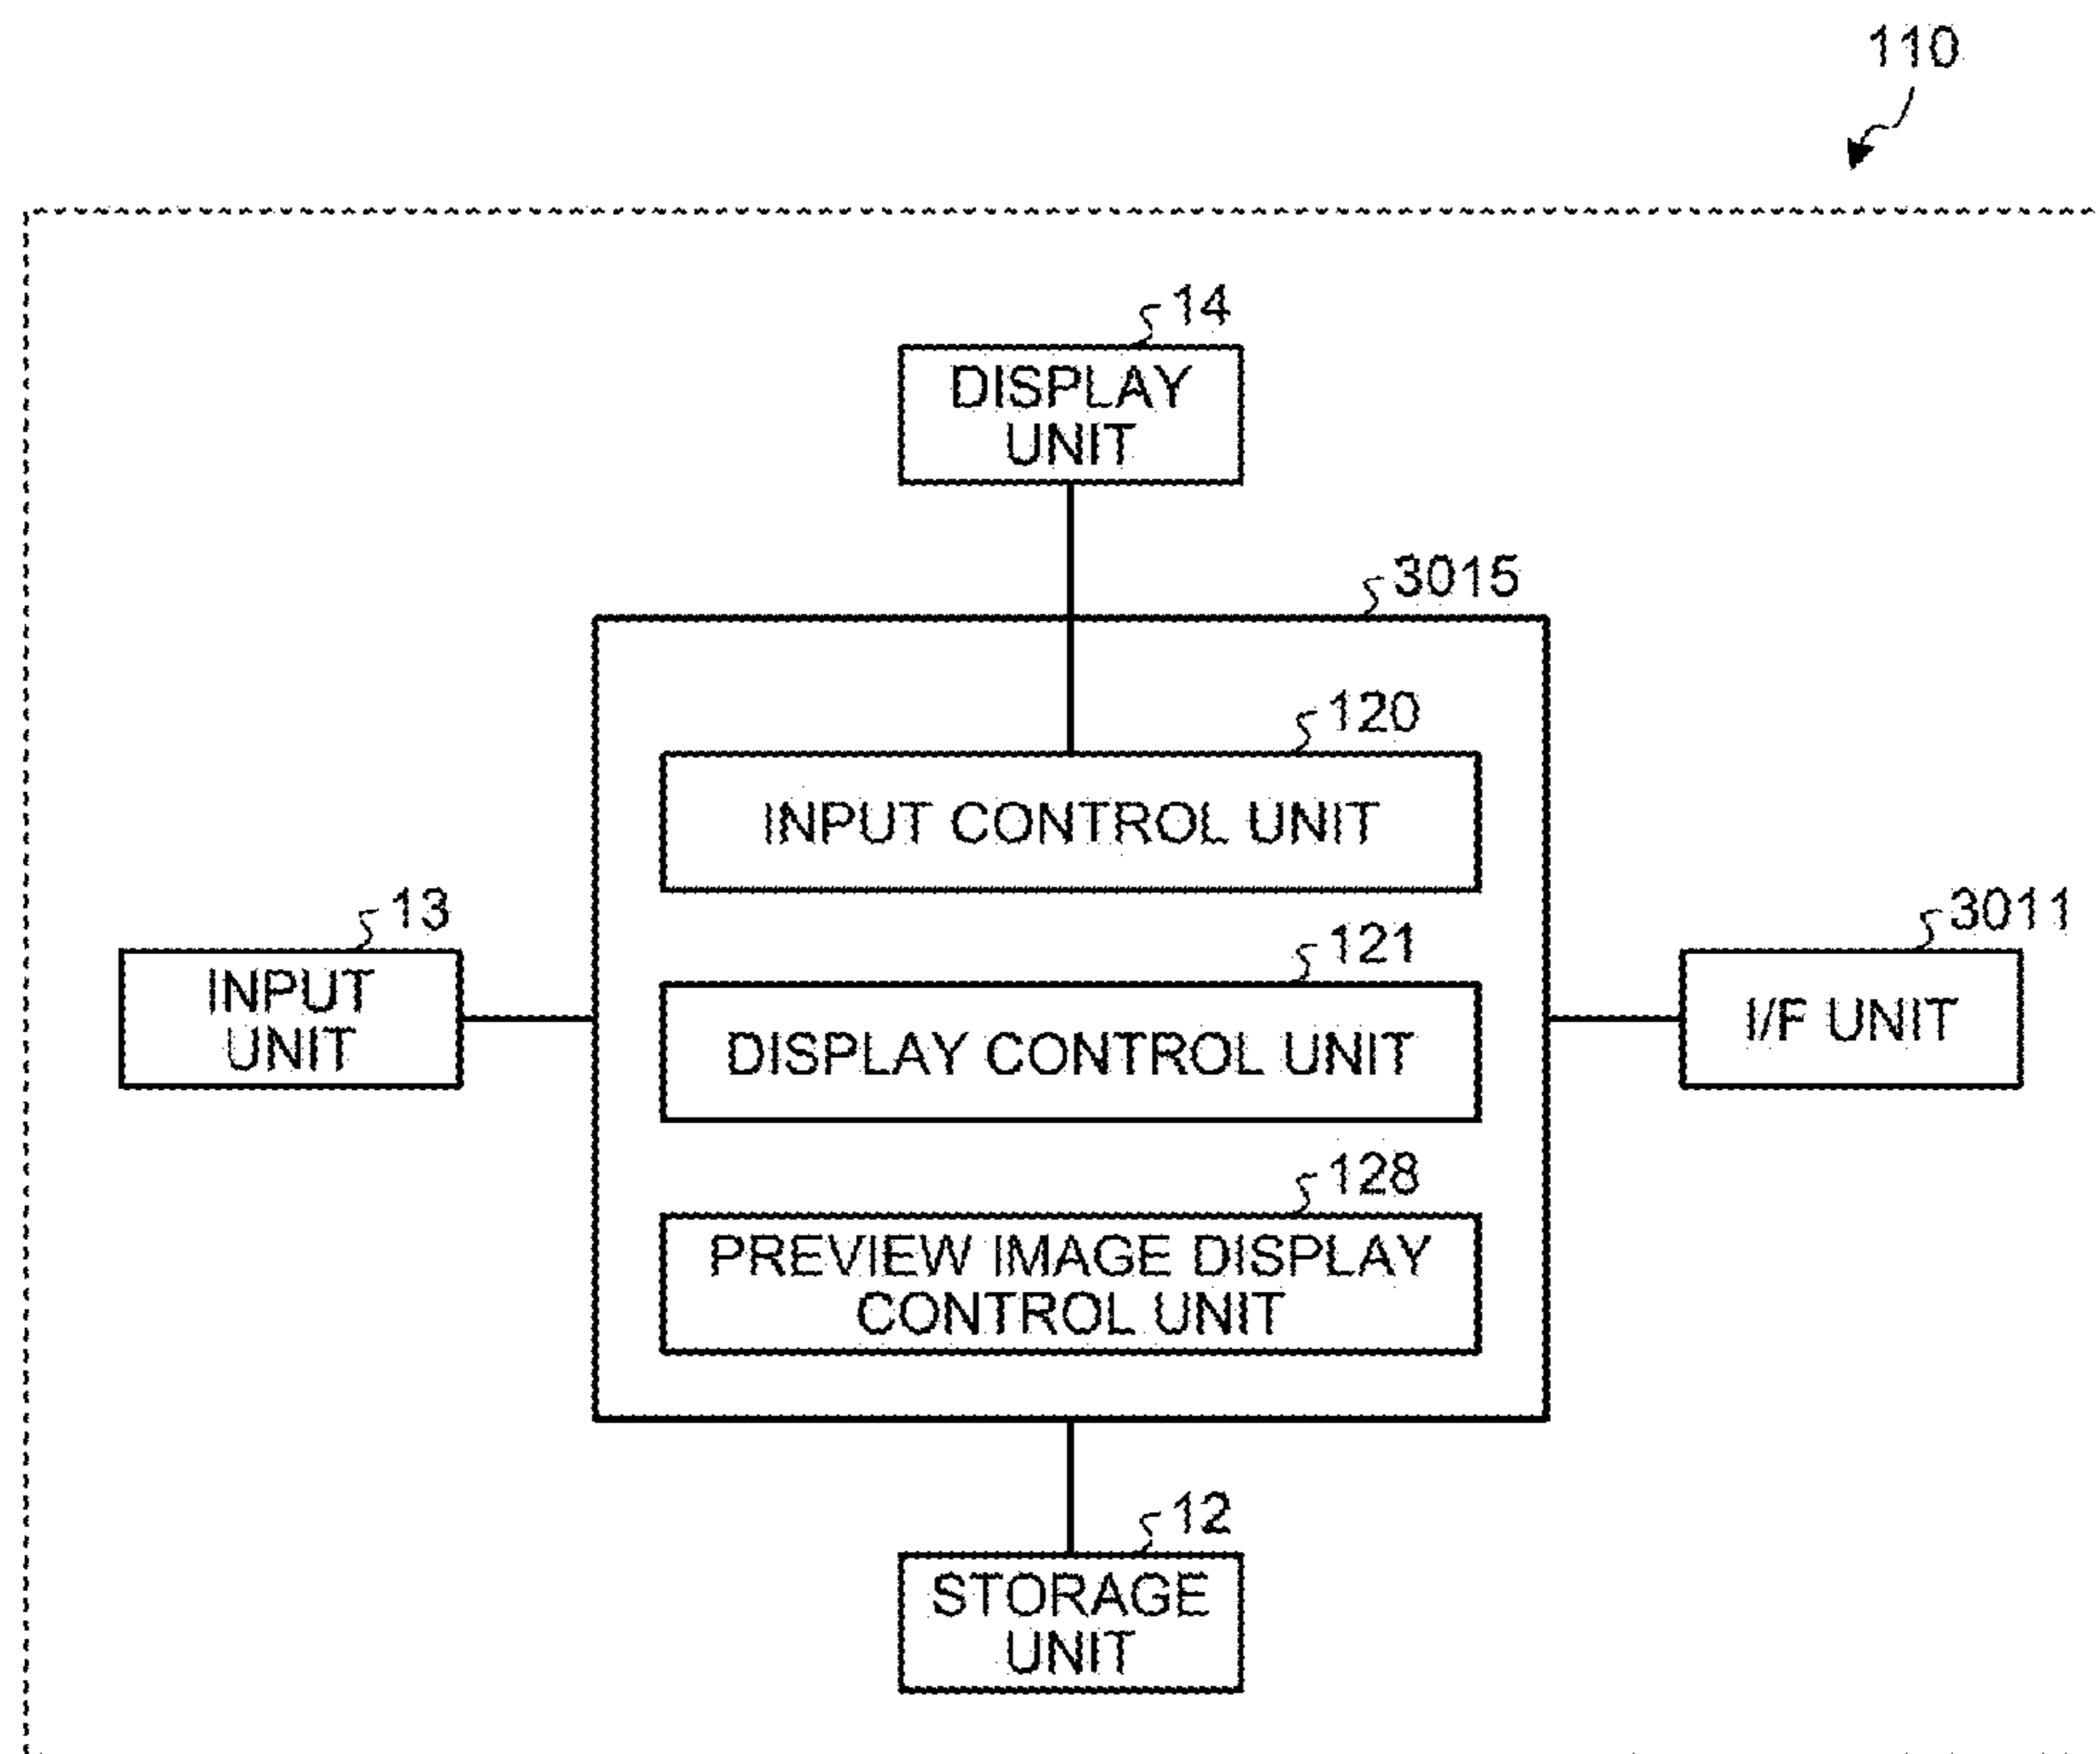 110
14
DISPLAY
UNIT
3015
120
INPUT CONTROL UNIT
13
INPUT
UNIT
121
DISPLAY CONTROL UNIT
3011
I/F UNIT
128
PREVIEW IMAGE DISPLAY
CONTROL UNIT
12
STORAGE
UNIT